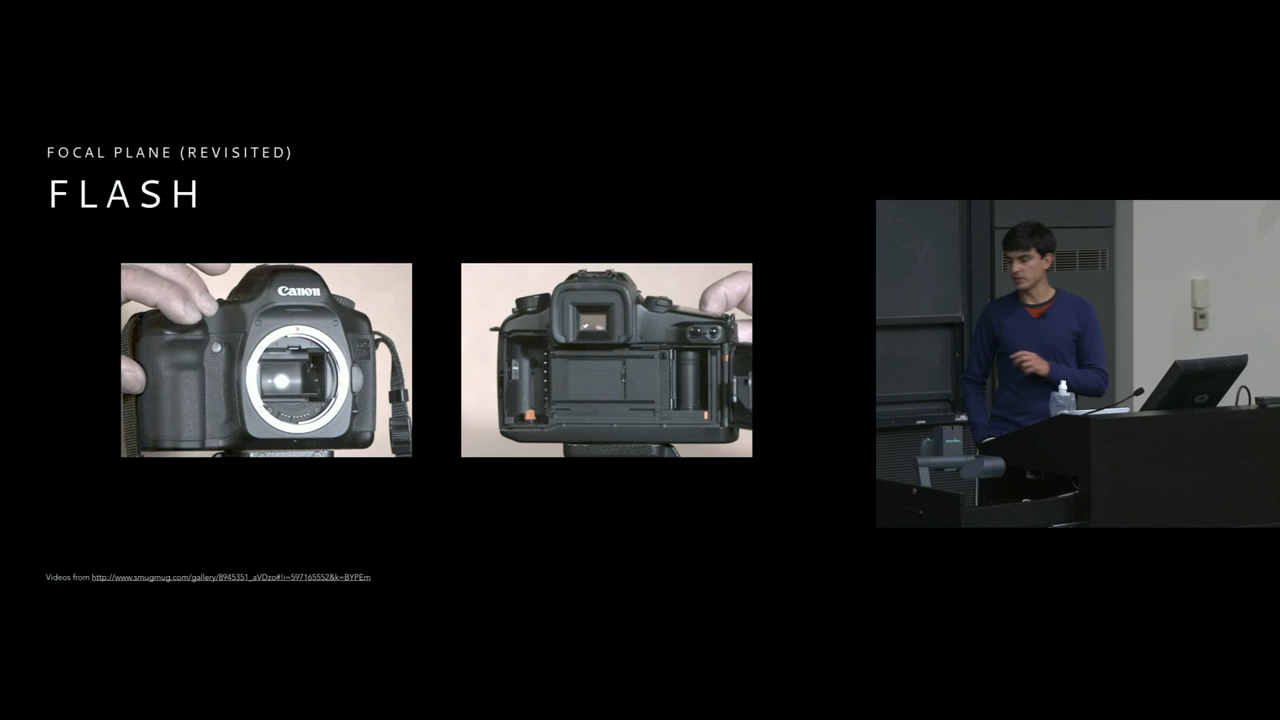 FOCAL PLANE (REVISITED)
FLASH
Canon
Videos from http://www.smugmug.com/gallery/8945351_aVDzo#!i=597165552&k=BYPEm